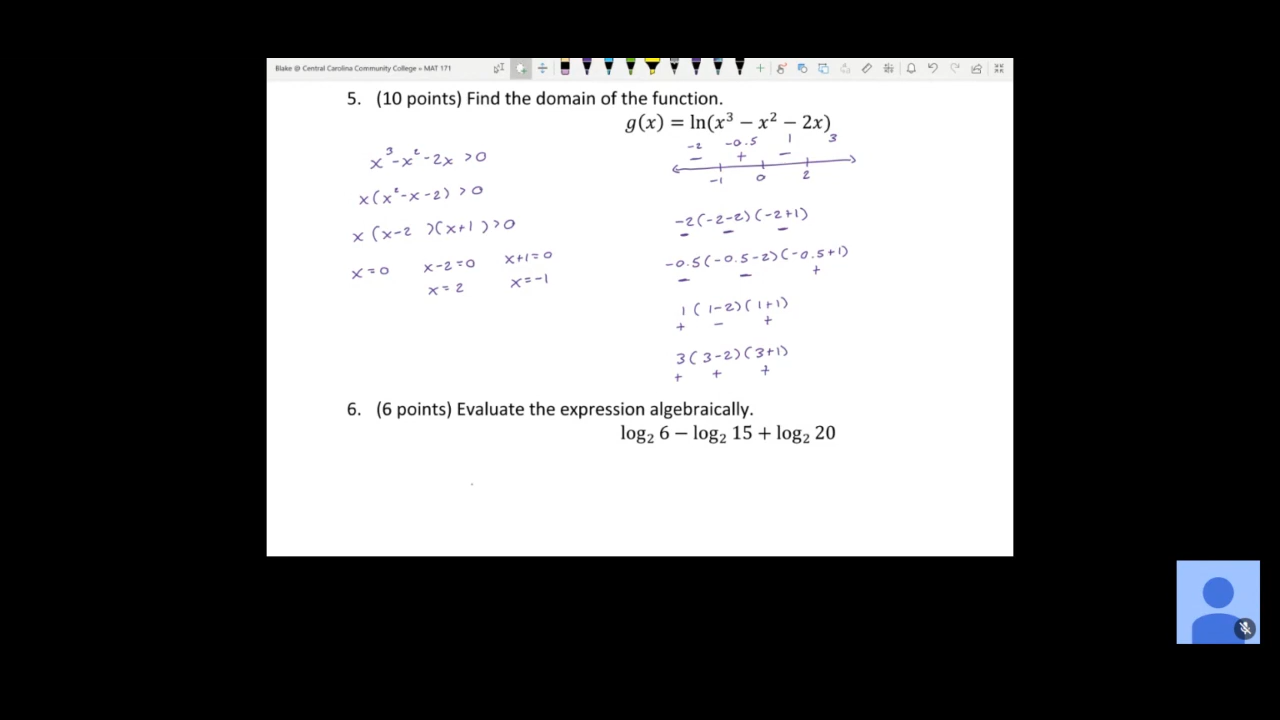 Blake @ Central Carolina Community College » MAT 171
5. (10 points) Find the domain of the function.
g(x) = ln(x³ − x² − 2x)
-2 -0.5 1 3
− + −
-1 0 2
x³-x²-2x >0
x(x²-x-2) >0
x (x-2 )(x+1) >0
x=0 x-2=0 x+1=0
x=2 x=-1
-2(-2-2)(-2+1)
− − −
-0.5(-0.5-2)(-0.5+1)
− − +
1(1-2)(1+1)
+ − +
3(3-2)(3+1)
+ + +
6. (6 points) Evaluate the expression algebraically.
log₂ 6 − log₂ 15 + log₂ 20